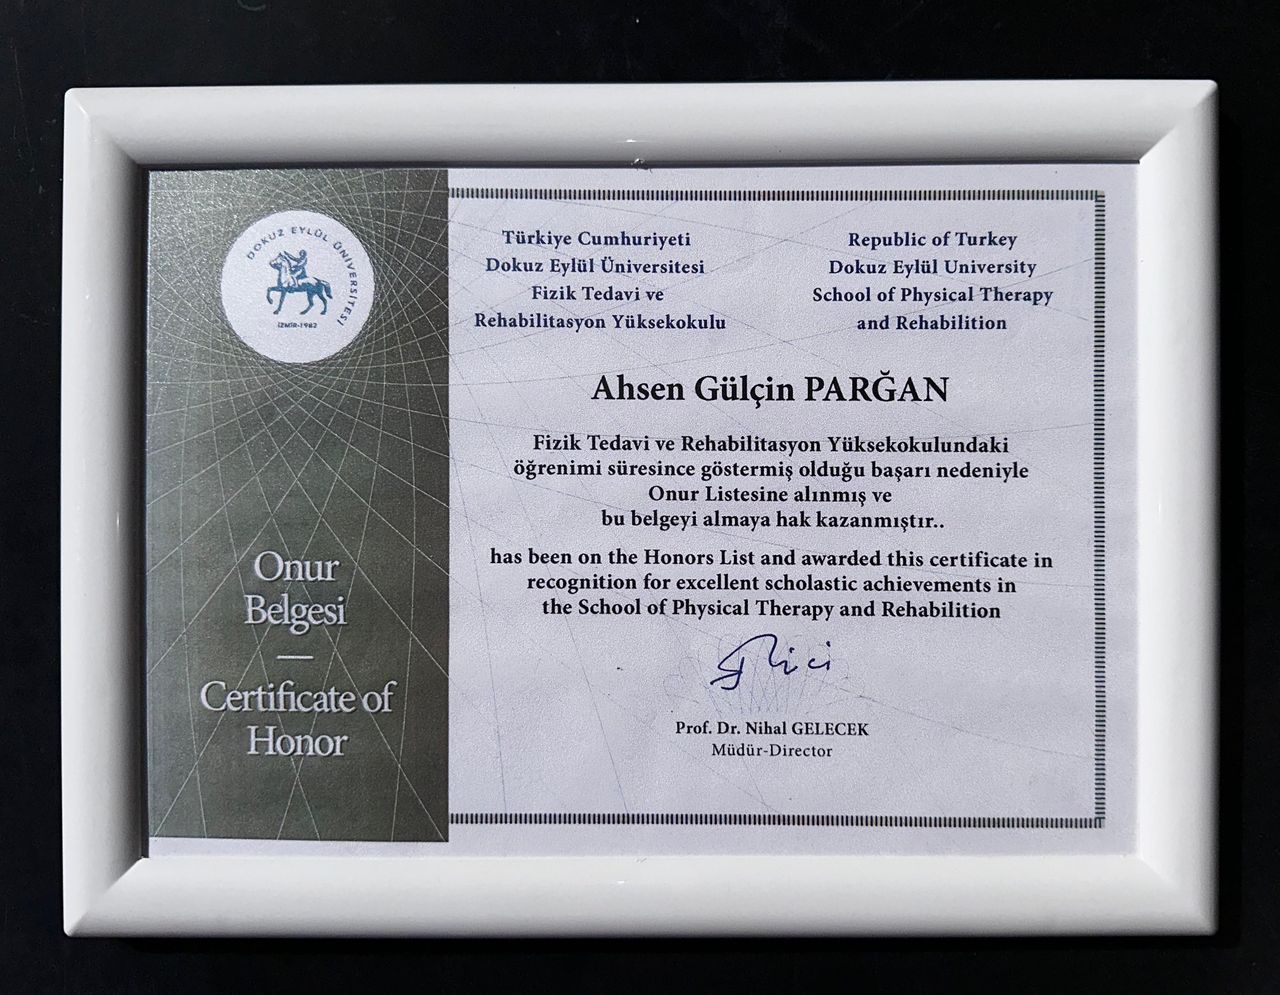 DOKUZ EYLÜL ÜNİVERSİTESİ
İZMİR-1982
Onur
Belgesi
Certificate of
Honor
Türkiye Cumhuriyeti
Dokuz Eylül Üniversitesi
Fizik Tedavi ve
Rehabilitasyon Yüksekokulu
Republic of Turkey
Dokuz Eylül University
School of Physical Therapy
and Rehabilition
Ahsen Gülçin PARĞAN
Fizik Tedavi ve Rehabilitasyon Yüksekokulundaki
öğrenimi süresince göstermiş olduğu başarı nedeniyle
Onur Listesine alınmış ve
bu belgeyi almaya hak kazanmıştır..
has been on the Honors List and awarded this certificate in
recognition for excellent scholastic achievements in
the School of Physical Therapy and Rehabilition
Prof. Dr. Nihal GELECEK
Müdür-Director